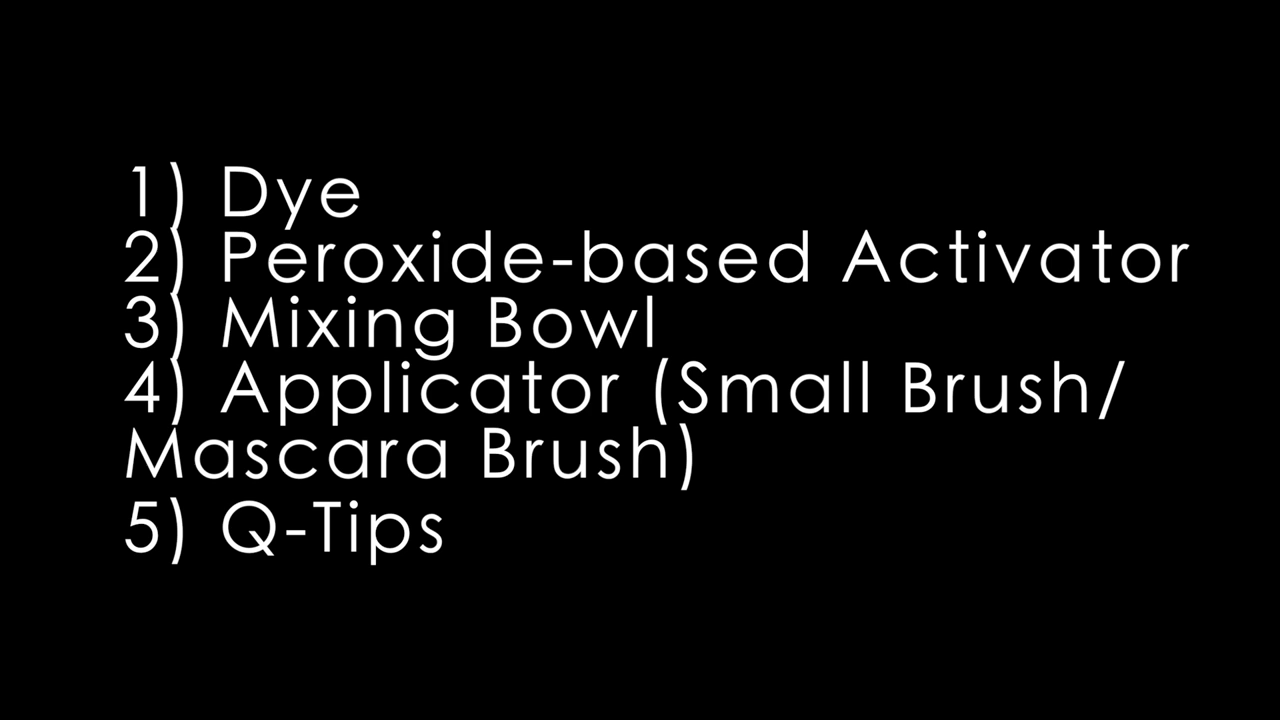 1) Dye
2) Peroxide-based Activator
3) Mixing Bowl
4) Applicator (Small Brush/
Mascara Brush)
5) Q-Tips